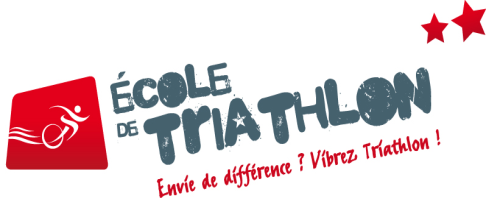 ÉCOLE
DE TRIATHLON
Envie de différence ? Vibrez Triathlon !